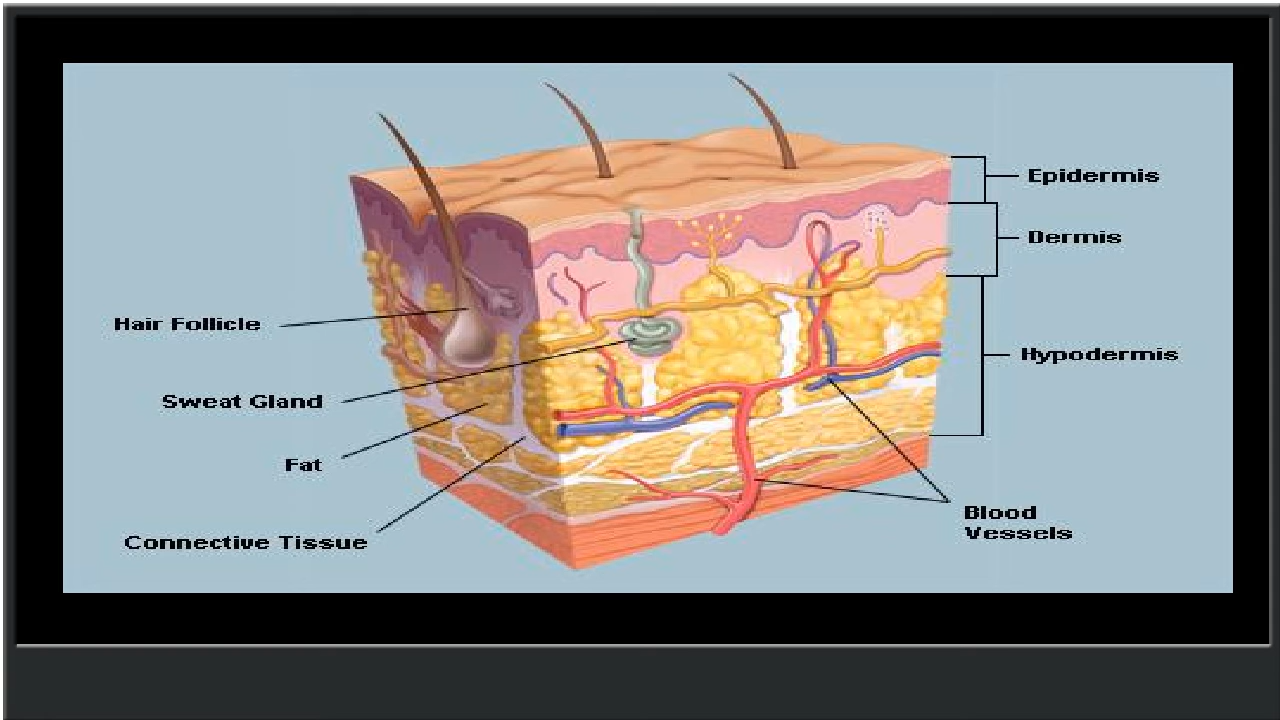 Epidermis
Dermis
Hair Follicle
Hypodermis
Sweat Gland
Fat
Blood
Vessels
Connective Tissue